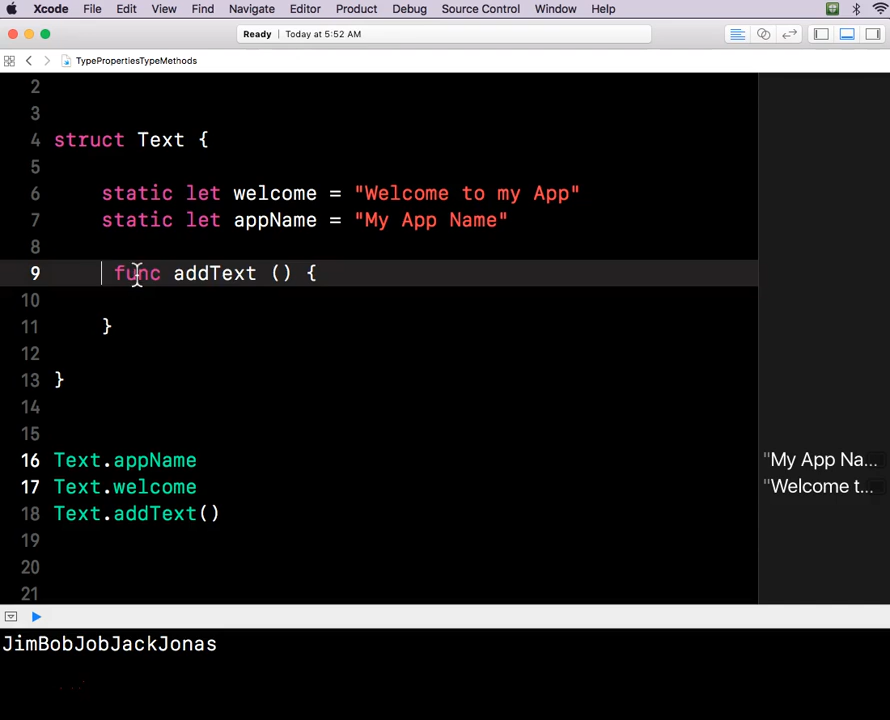 Xcode File Edit View Find Navigate Editor Product Debug Source Control Window Help
Ready | Today at 5:52 AM
TypePropertiesTypeMethods
2
3
4 struct Text {
5
6 static let welcome = "Welcome to my App"
7 static let appName = "My App Name"
8
9 func addText () {
10
11 }
12
13 }
14
15
16 Text.appName "My App Na...
17 Text.welcome "Welcome t...
18 Text.addText()
19
20
21
JimBobJobJackJonas